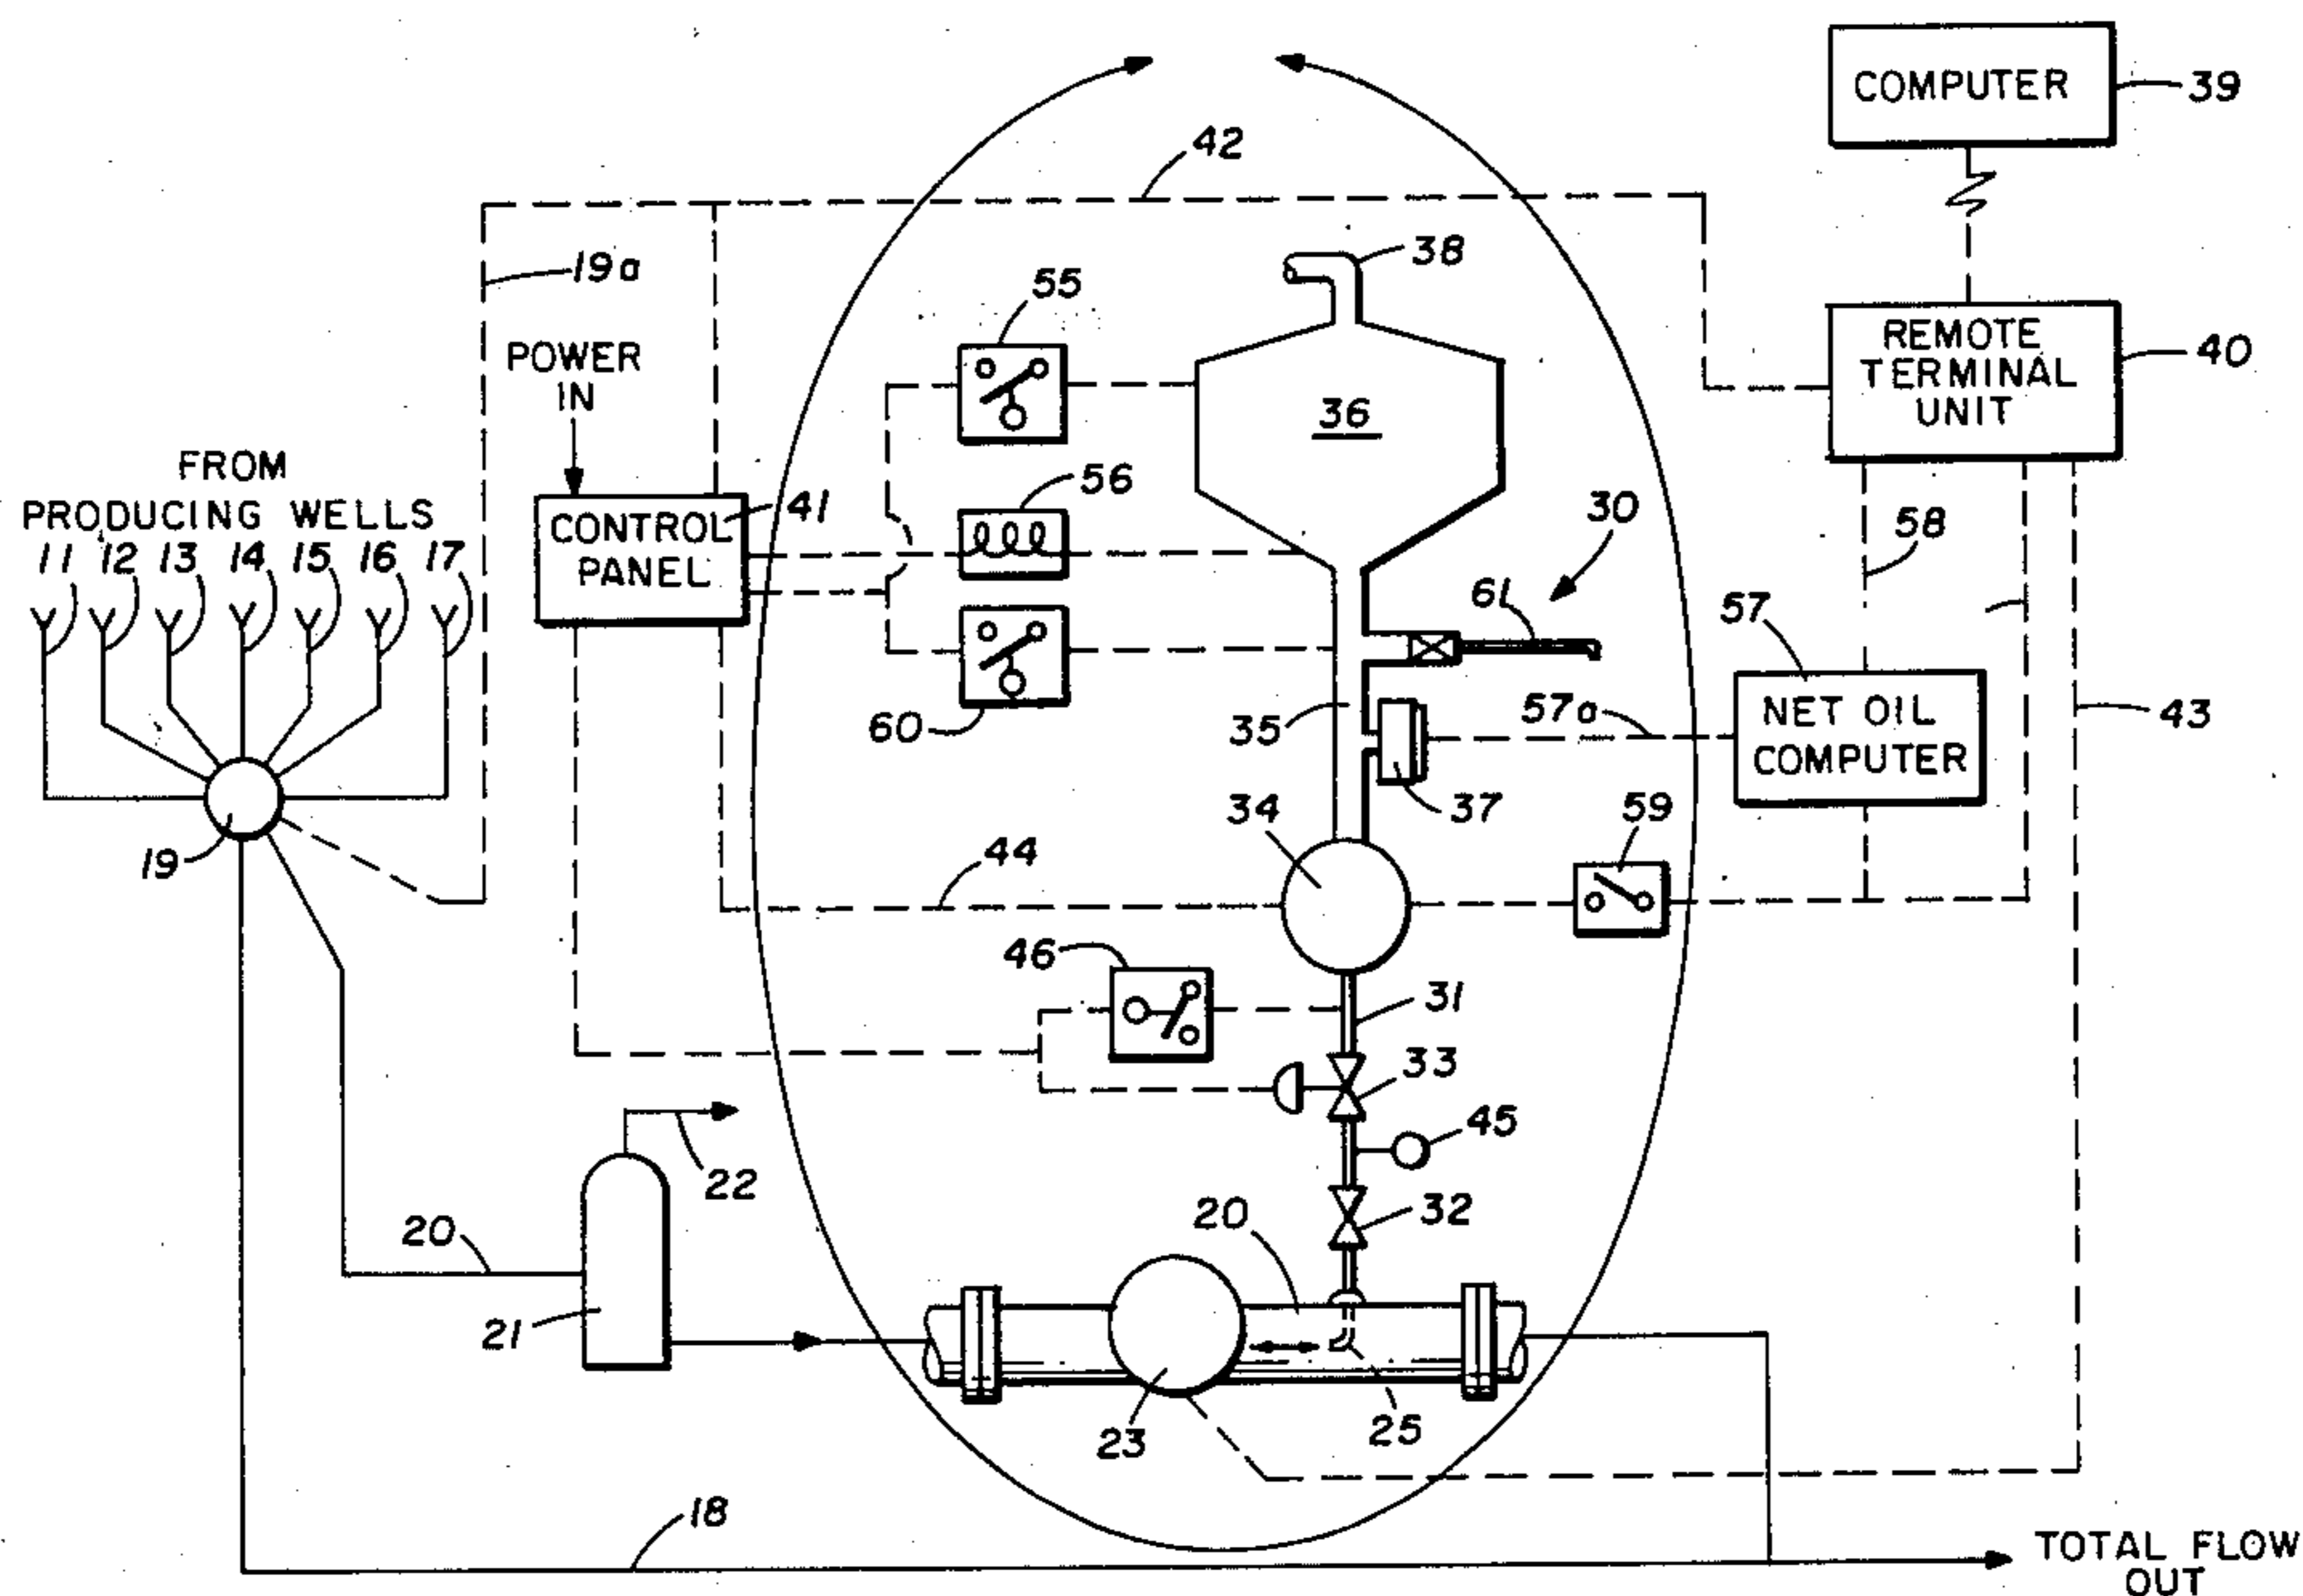 COMPUTER
39
42
19a
38
55
POWER
IN
REMOTE
TERMINAL
UNIT
40
36
FROM
PRODUCING WELLS
11 12 13 14 15 16 17
CONTROL
PANEL
41
56
30
58
61
57
NET OIL
COMPUTER
57a
43
35
60
37
34
59
19
44
46
31
33
45
22
20
32
20
21
23
25
18
TOTAL FLOW
OUT